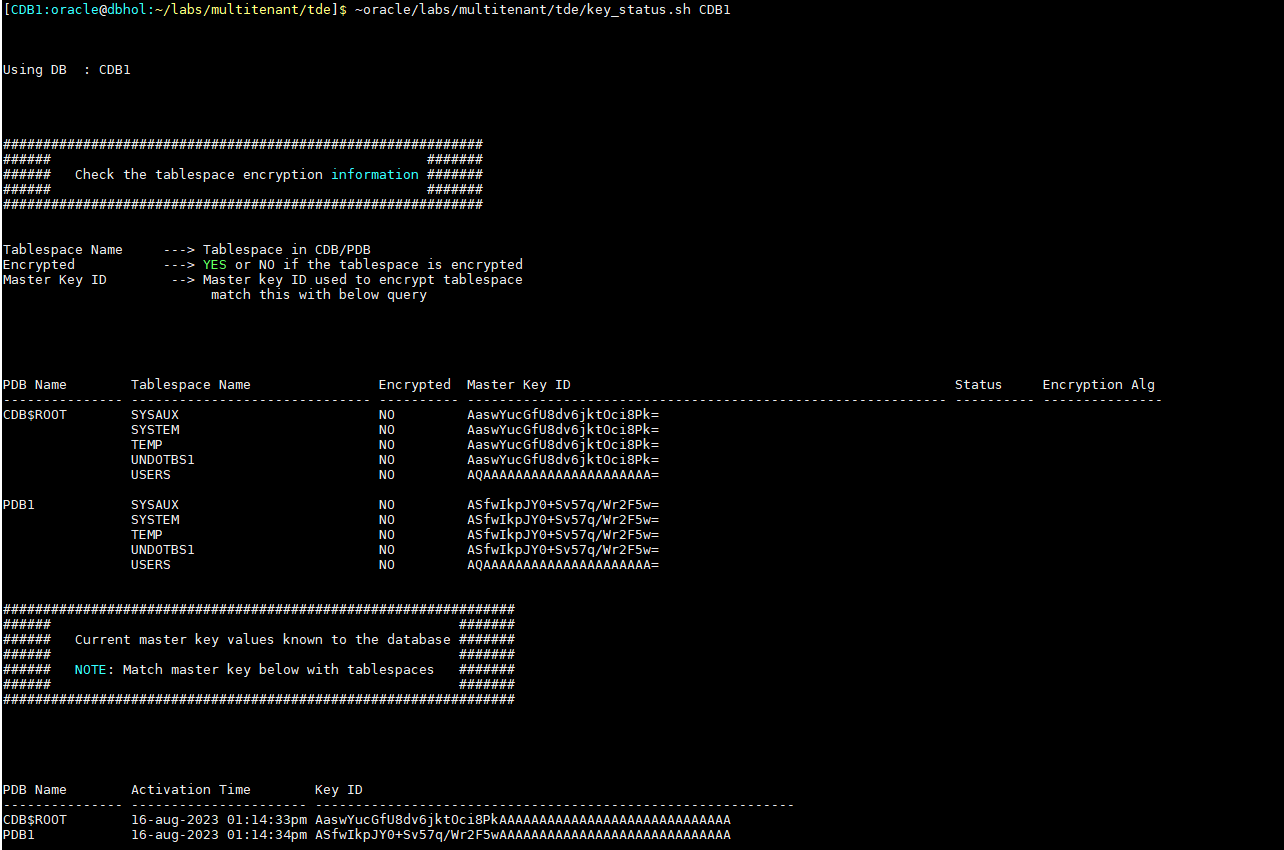 [CDB1:oracle@dbhol:~/labs/multitenant/tde]$ ~oracle/labs/multitenant/tde/key_status.sh CDB1
Using DB  : CDB1
############################################################
######                                               #######
######   Check the tablespace encryption information #######
######                                               #######
############################################################
Tablespace Name     ---> Tablespace in CDB/PDB
Encrypted           ---> YES or NO if the tablespace is encrypted
Master Key ID        --> Master key ID used to encrypt tablespace
                          match this with below query
PDB Name        Tablespace Name                Encrypted  Master Key ID                                                Status     Encryption Alg
--------------- ------------------------------ ---------- ------------------------------------------------------------ ---------- ---------------
CDB$ROOT        SYSAUX                         NO         AaswYucGfU8dv6jktOci8Pk=
                SYSTEM                         NO         AaswYucGfU8dv6jktOci8Pk=
                TEMP                           NO         AaswYucGfU8dv6jktOci8Pk=
                UNDOTBS1                       NO         AaswYucGfU8dv6jktOci8Pk=
                USERS                          NO         AQAAAAAAAAAAAAAAAAAAAAA=
PDB1            SYSAUX                         NO         ASfwIkpJY0+Sv57q/Wr2F5w=
                SYSTEM                         NO         ASfwIkpJY0+Sv57q/Wr2F5w=
                TEMP                           NO         ASfwIkpJY0+Sv57q/Wr2F5w=
                UNDOTBS1                       NO         ASfwIkpJY0+Sv57q/Wr2F5w=
                USERS                          NO         AQAAAAAAAAAAAAAAAAAAAAA=
################################################################
######                                                   #######
######   Current master key values known to the database #######
######                                                   #######
######   NOTE: Match master key below with tablespaces   #######
######                                                   #######
################################################################
PDB Name        Activation Time        Key ID
--------------- ---------------------- ------------------------------------------------------------
CDB$ROOT        16-aug-2023 01:14:33pm AaswYucGfU8dv6jktOci8PkAAAAAAAAAAAAAAAAAAAAAAAAAAAAA
PDB1            16-aug-2023 01:14:34pm ASfwIkpJY0+Sv57q/Wr2F5wAAAAAAAAAAAAAAAAAAAAAAAAAAAAA